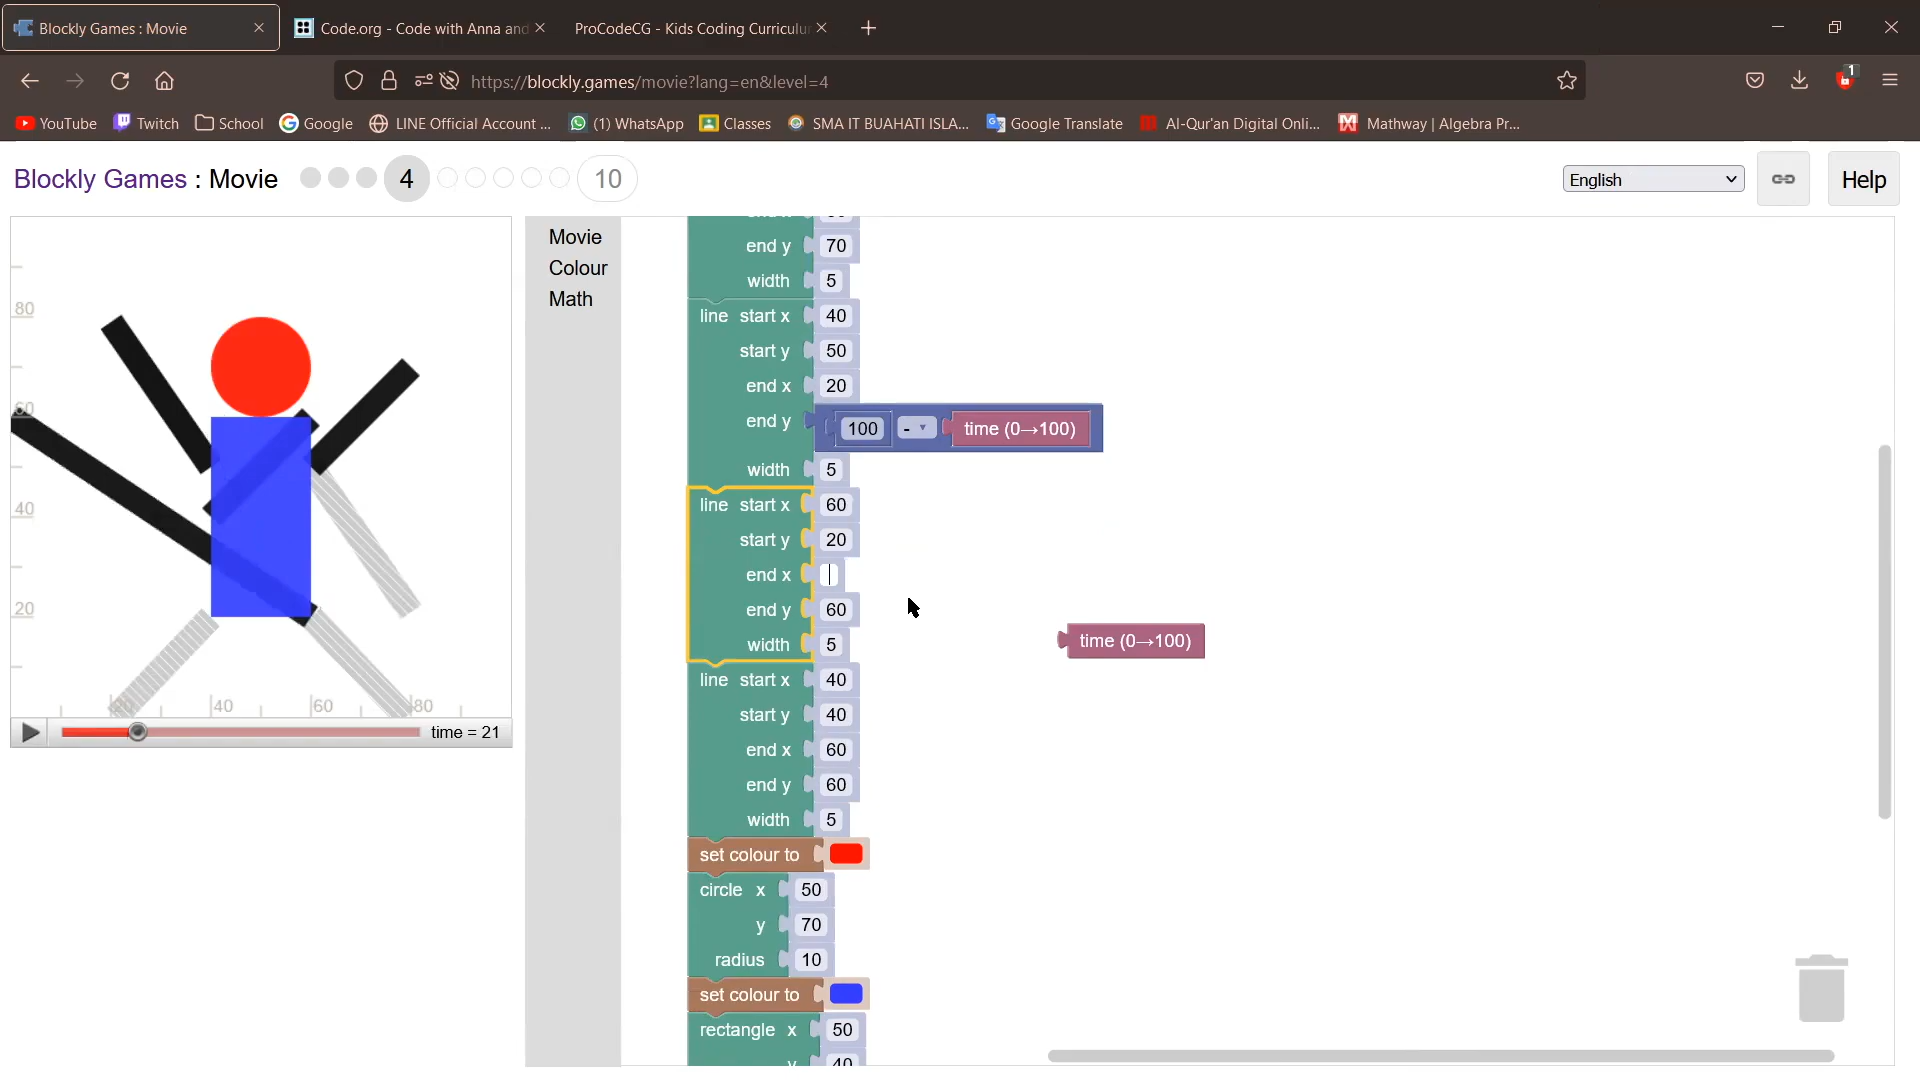 Blockly Games : Movie
Code.org - Code with Anna and
ProCodeCG - Kids Coding Curriculu
https://blockly.games/movie?lang=en&level=4
1
YouTube
Twitch
School
Google
LINE Official Account ...
(1) WhatsApp
Classes
SMA IT BUAHATI ISLA...
Google Translate
Al-Qur'an Digital Onli...
Mathway | Algebra Pr...
Blockly Games : Movie
4
10
English
Help
80
60
40
20
20
40
60
80
time = 21
Movie
Colour
Math
end y 70
width 5
line start x 40
start y 50
end x 20
end y 100 - time (0→100)
width 5
line start x 60
start y 20
end x
end y 60
width 5
time (0→100)
line start x 40
start y 40
end x 60
end y 60
width 5
set colour to
circle x 50
y 70
radius 10
set colour to
rectangle x 50
y 40